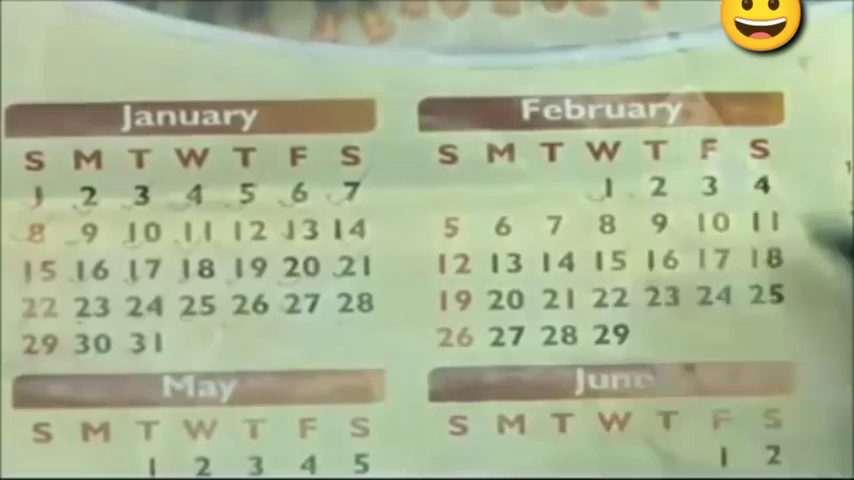 January
S M T W T F S
1 2 3 4 5 6 7
8 9 10 11 12 13 14
15 16 17 18 19 20 21
22 23 24 25 26 27 28
29 30 31
February
S M T W T F S
1 2 3 4
5 6 7 8 9 10 11
12 13 14 15 16 17 18
19 20 21 22 23 24 25
26 27 28 29
May
S M T W T F S
1 2 3 4 5
June
S M T W T F S
1 2